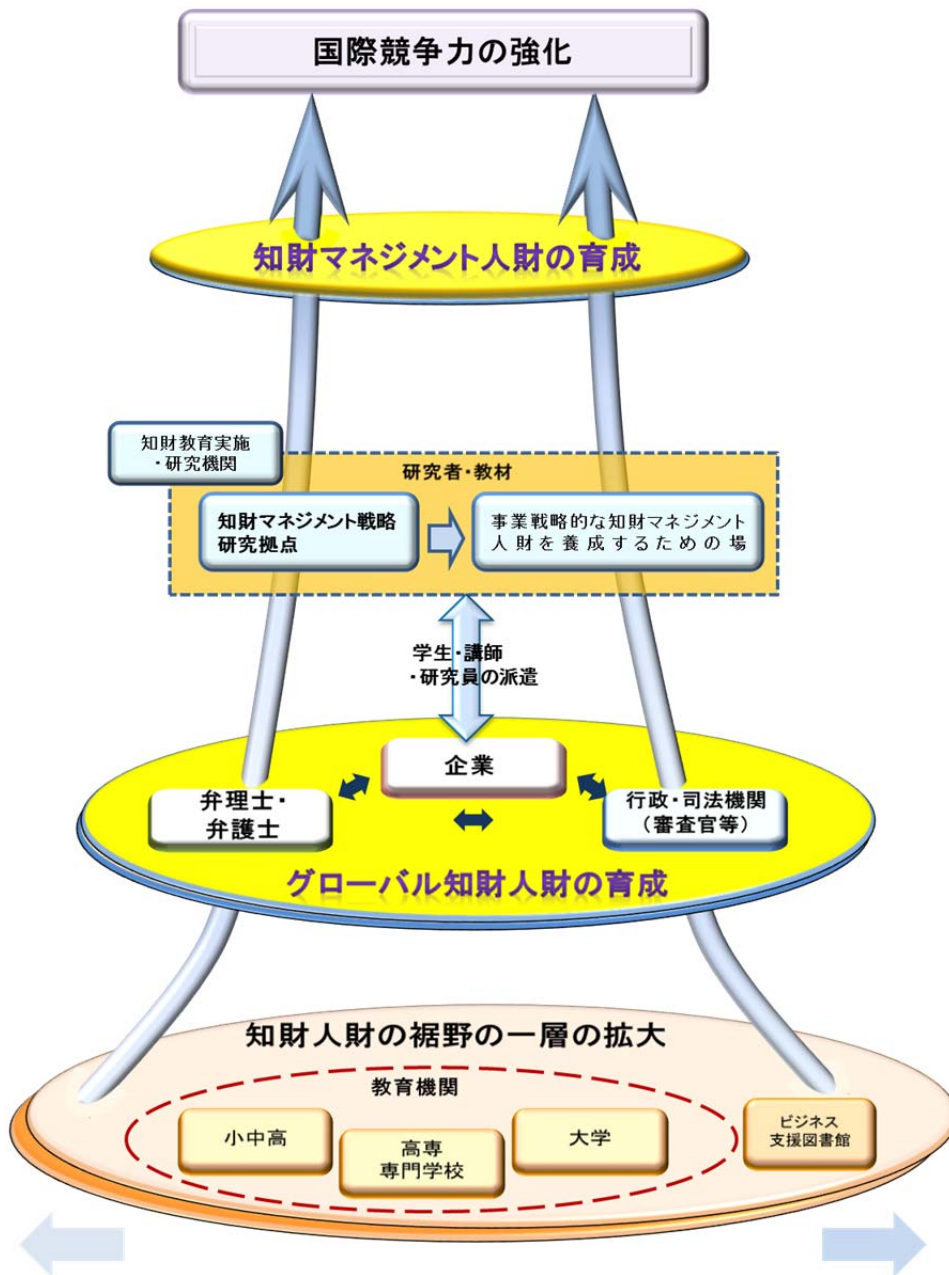 国際競争力の強化
知財マネジメント人財の育成
知財教育実施
・研究機関
研究者・教材
知財マネジメント戦略
研究拠点
事業戦略的な知財マネジメント
人財を養成するための場
学生・講師
・研究員の派遣
企業
弁理士・
弁護士
行政・司法機関
（審査官等）
グローバル知財人財の育成
知財人財の裾野の一層の拡大
教育機関
小中高
高専
専門学校
大学
ビジネス
支援図書館